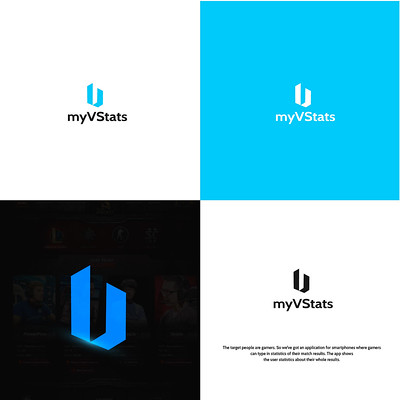 myVStats
myVStats
myVStats
The target people are gamers. So we've got an application for smartphones where gamers
can type in statistics of their match results. The app shows
the user statistics about their whole results.